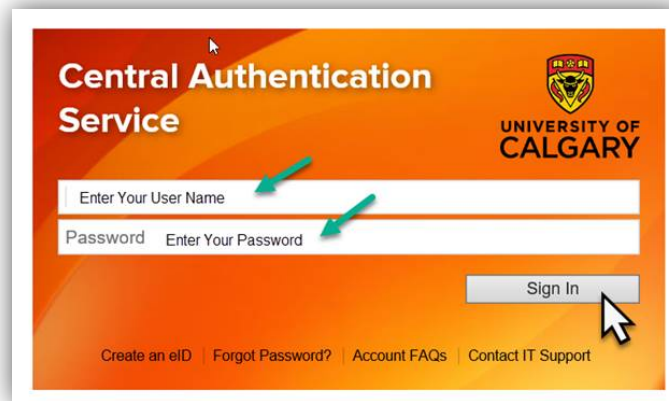 Central Authentication
Service
UNIVERSITY OF
CALGARY
Enter Your User Name
Password Enter Your Password
Sign In
Create an eID | Forgot Password? | Account FAQs | Contact IT Support